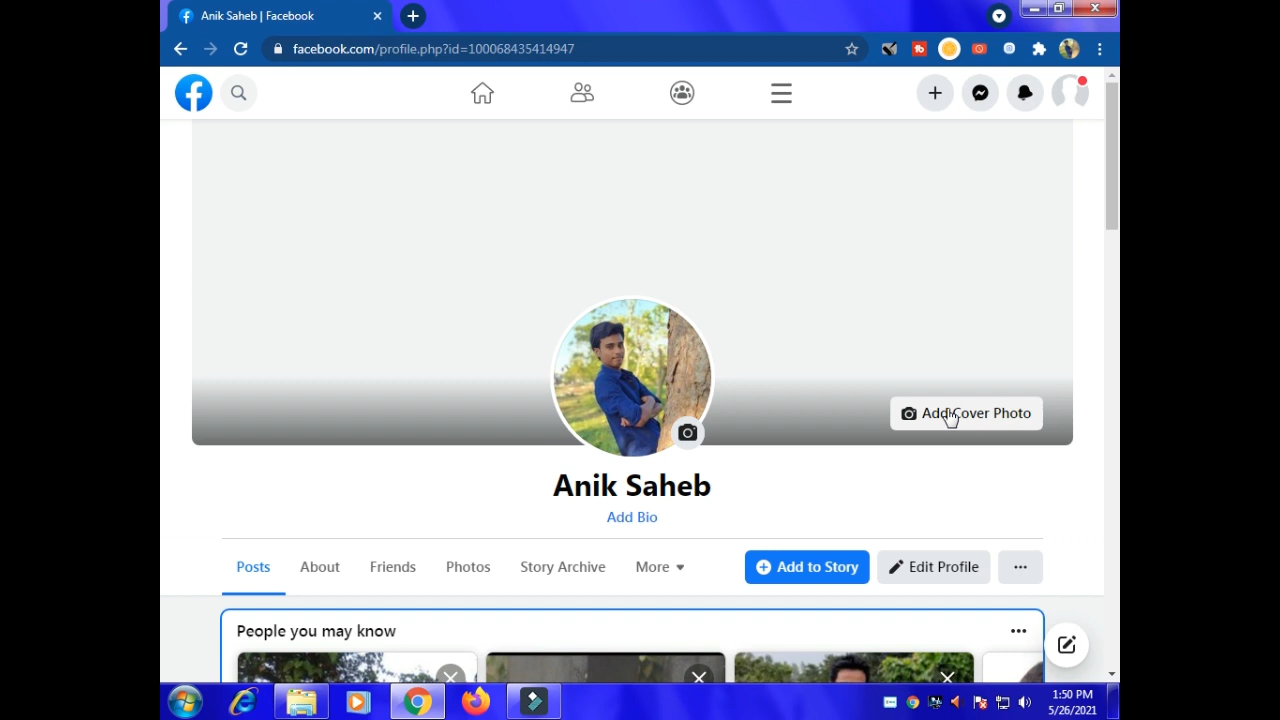 Anik Saheb | Facebook
facebook.com/profile.php?id=100068435414947
Add Cover Photo
Anik Saheb
Add Bio
Posts About Friends Photos Story Archive More Add to Story Edit Profile
People you may know
1:50 PM
5/26/2021